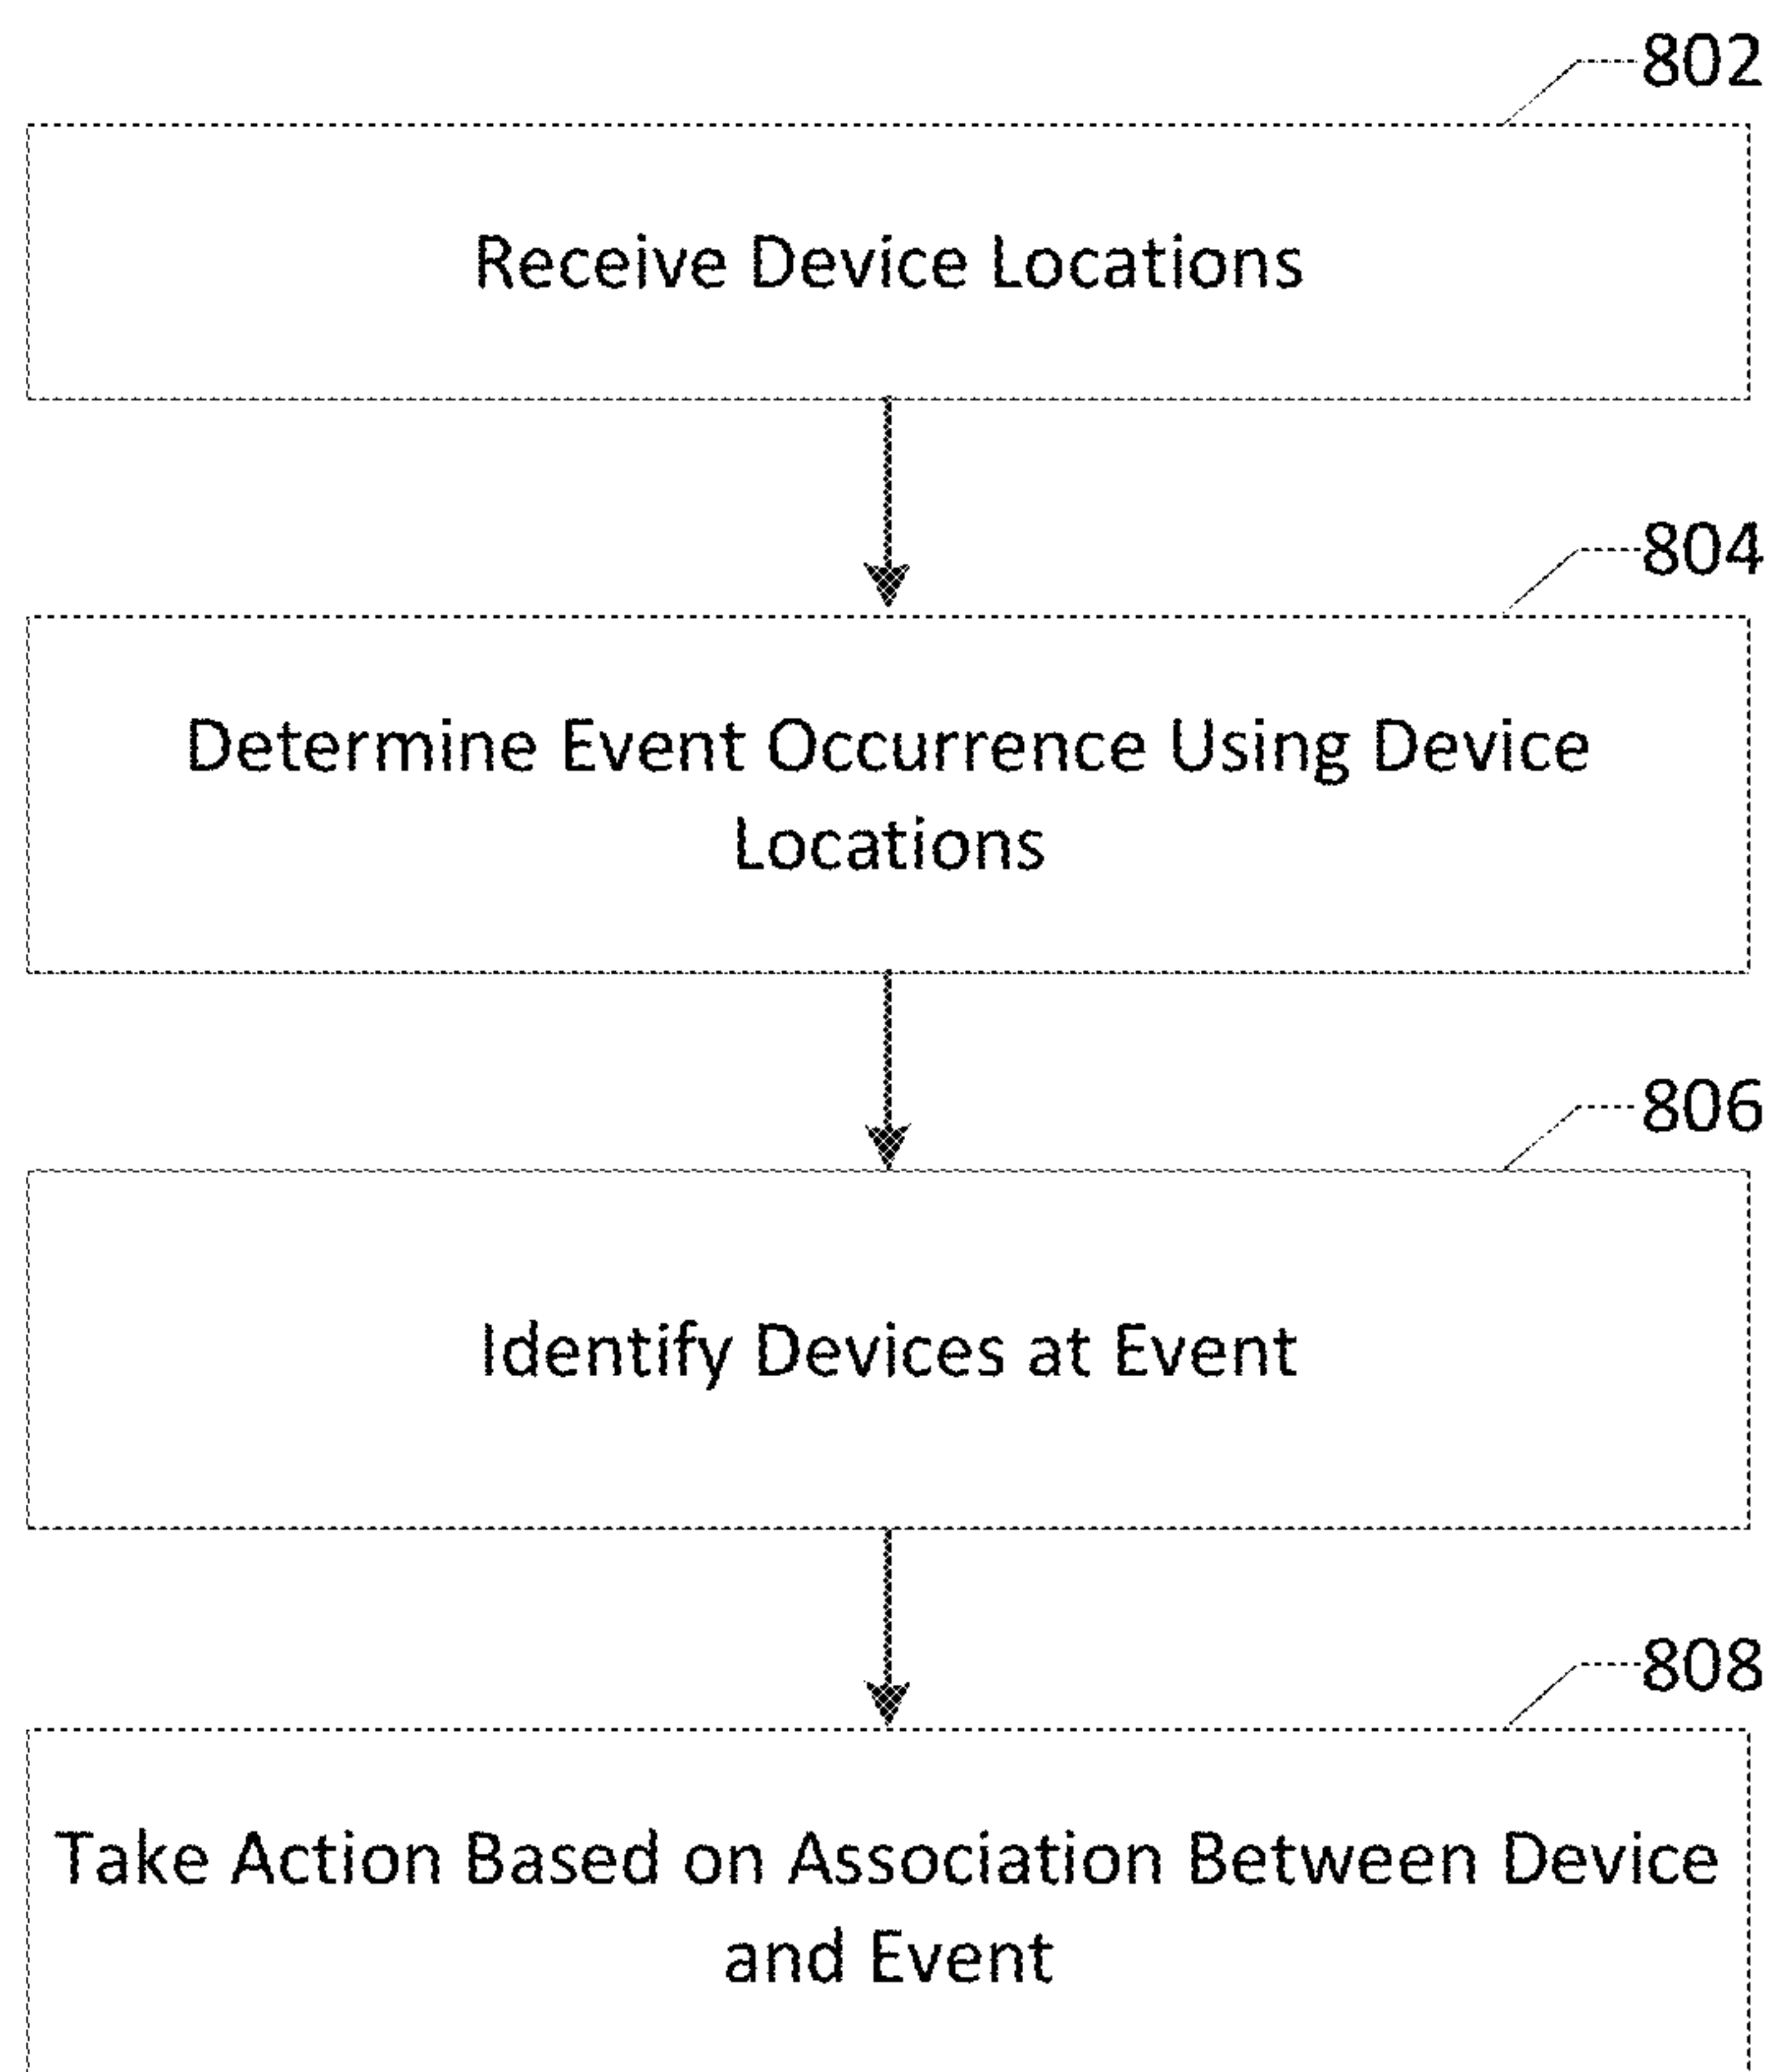 802
Receive Device Locations
804
Determine Event Occurrence Using Device
Locations
806
Identify Devices at Event
808
Take Action Based on Association Between Device
and Event